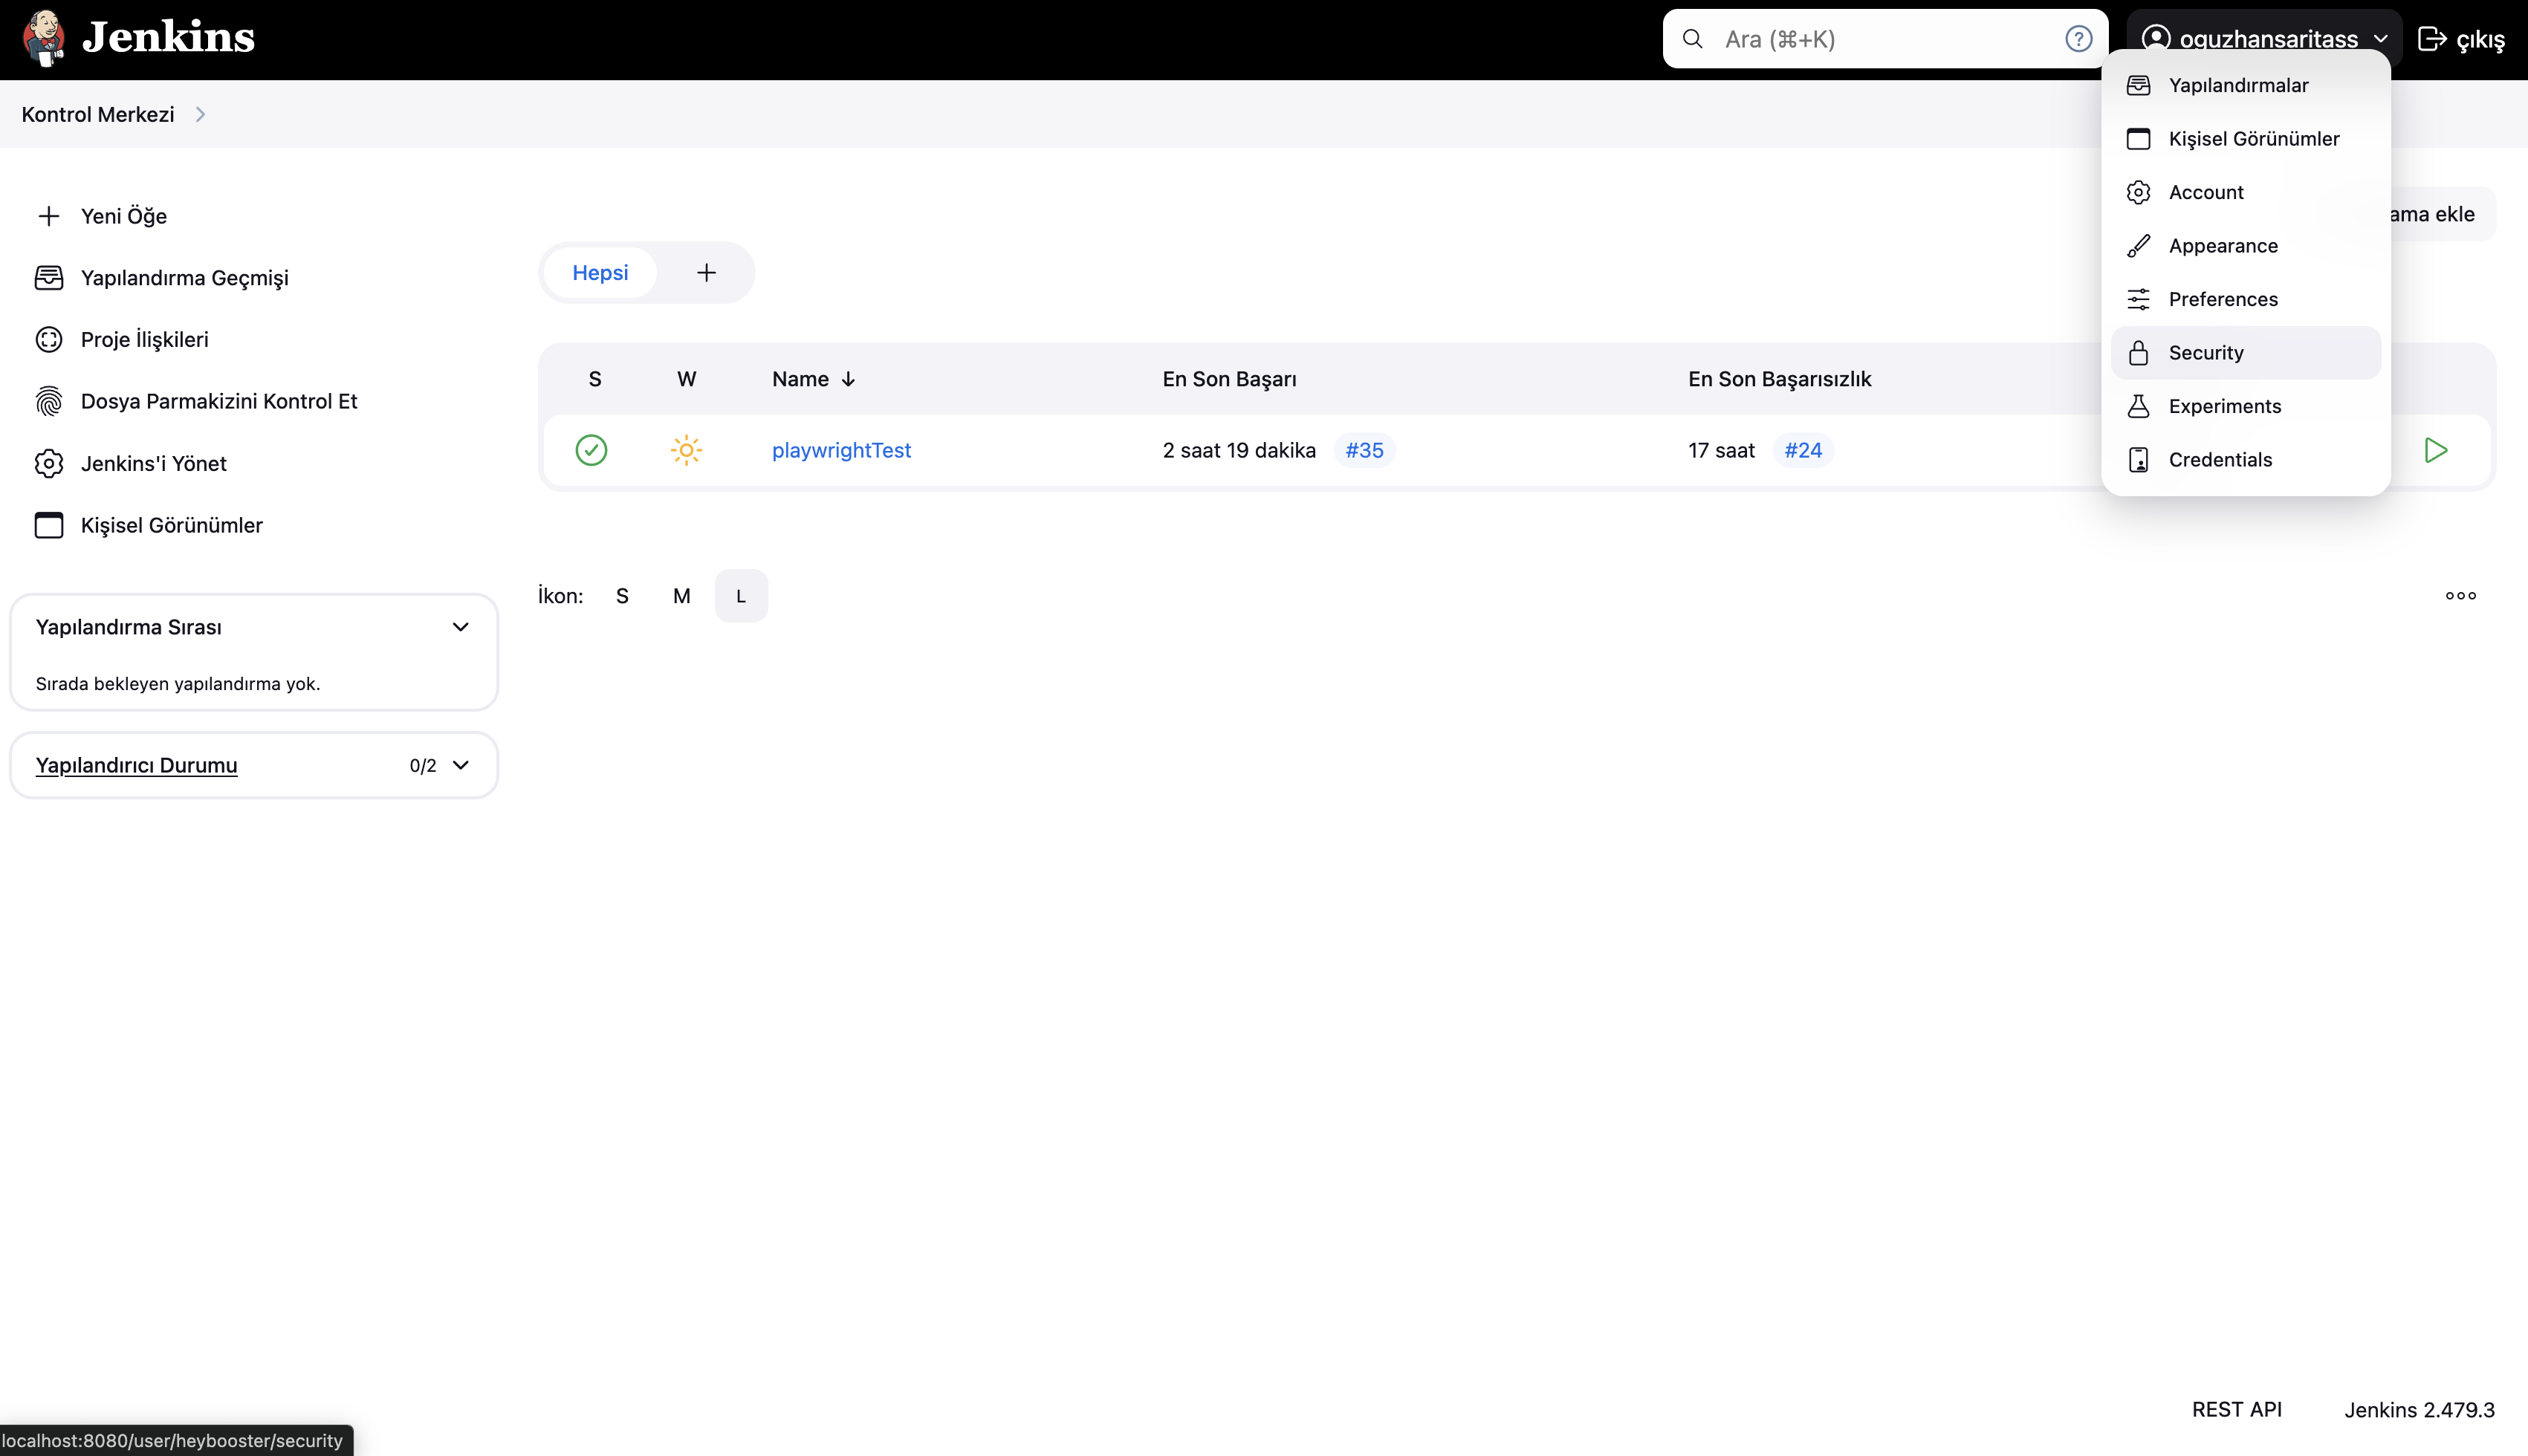 Jenkins
Ara (⌘+K)
oguzhansaritass
çıkış
Kontrol Merkezi
Yapılandırmalar
Kişisel Görünümler
Account
Appearance
Preferences
Security
Experiments
Credentials
ama ekle
Yeni Öğe
Yapılandırma Geçmişi
Proje İlişkileri
Dosya Parmakizini Kontrol Et
Jenkins'i Yönet
Kişisel Görünümler
Hepsi +
S W Name ↓ En Son Başarı En Son Başarısızlık
playwrightTest 2 saat 19 dakika #35 17 saat #24
İkon: S M L
Yapılandırma Sırası
Sırada bekleyen yapılandırma yok.
Yapılandırıcı Durumu 0/2
REST API Jenkins 2.479.3
localhost:8080/user/heybooster/security